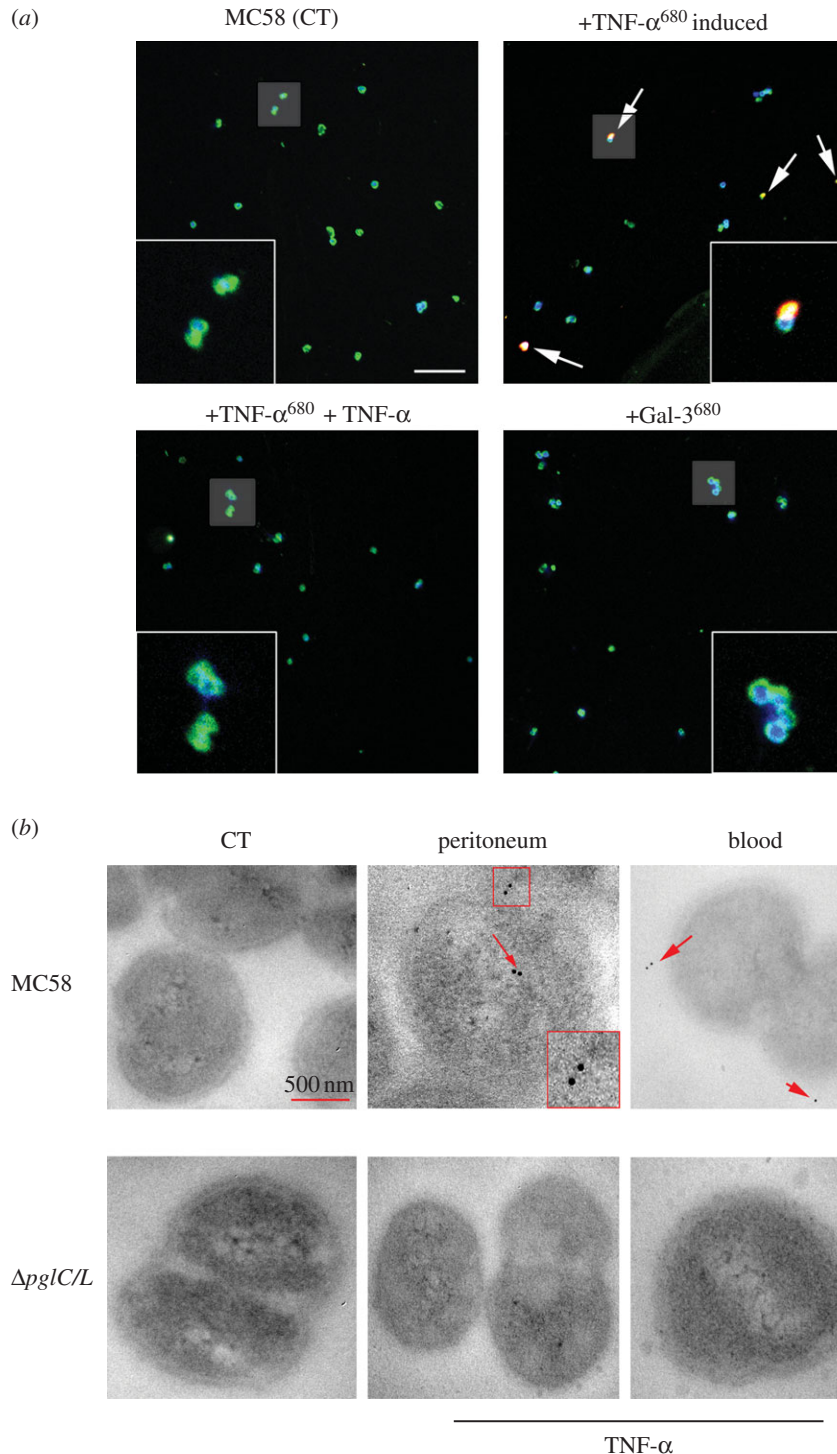 (a)
MC58 (CT)
+TNF-α⁶⁸⁰ induced
+TNF-α⁶⁸⁰ + TNF-α
+Gal-3⁶⁸⁰
(b)
CT
peritoneum
blood
MC58
500 nm
ΔpglC/L
TNF-α